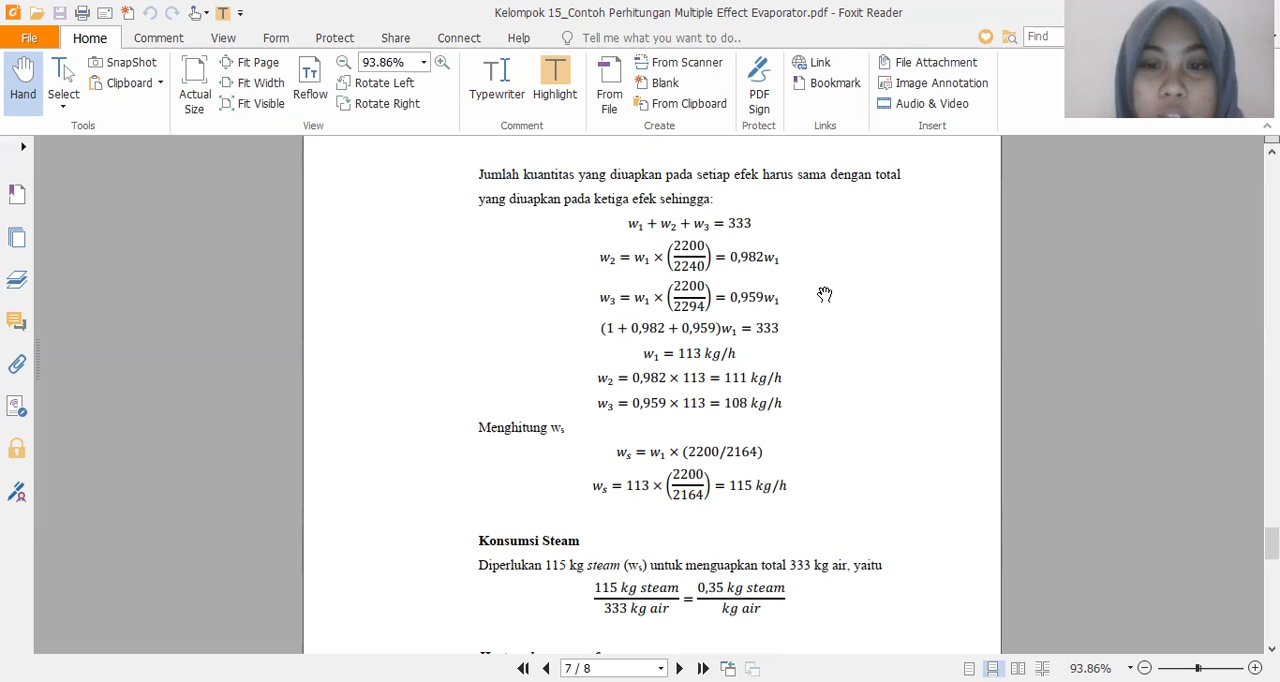 Kelompok 15_Contoh Perhitungan Multiple Effect Evaporator.pdf - Foxit Reader
File Home Comment View Form Protect Share Connect Help Tell me what you want to do.. Find
Hand
Select
SnapShot
Clipboard
Tools
Actual Size
Fit Page
Fit Width
Fit Visible
Reflow
93.86%
Rotate Left
Rotate Right
View
Typewriter
Highlight
Comment
From File
From Scanner
Blank
From Clipboard
Create
PDF Sign
Protect
Link
Bookmark
Links
File Attachment
Image Annotation
Audio & Video
Insert
Jumlah kuantitas yang diuapkan pada setiap efek harus sama dengan total
yang diuapkan pada ketiga efek sehingga:
w₁ + w₂ + w₃ = 333
w₂ = w₁ × (2200/2240) = 0,982w₁
w₃ = w₁ × (2200/2294) = 0,959w₁
(1 + 0,982 + 0,959)w₁ = 333
w₁ = 113 kg/h
w₂ = 0,982 × 113 = 111 kg/h
w₃ = 0,959 × 113 = 108 kg/h
Menghitung wₛ
wₛ = w₁ × (2200/2164)
wₛ = 113 × (2200/2164) = 115 kg/h
Konsumsi Steam
Diperlukan 115 kg steam (wₛ) untuk menguapkan total 333 kg air, yaitu
115 kg steam / 333 kg air = 0,35 kg steam / kg air
7 / 8
93.86%